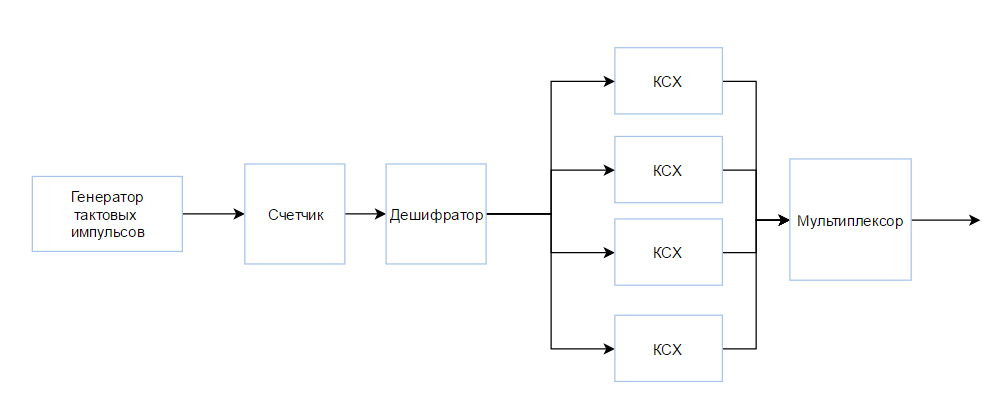 Генератор
тактовых
импульсов
Счетчик
Дешифратор
КСХ
КСХ
КСХ
КСХ
Мультиплексор